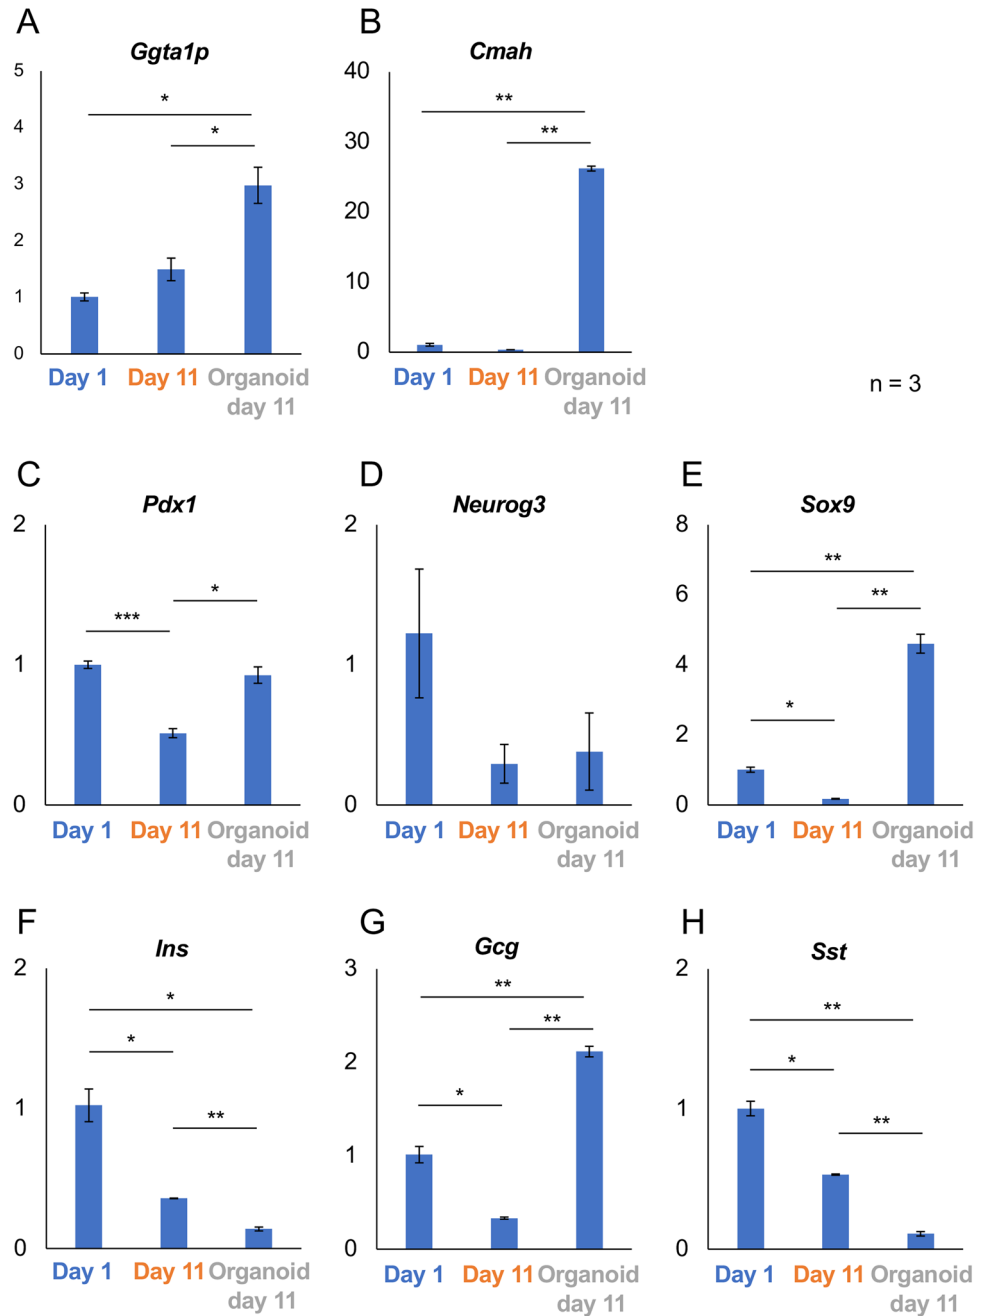 A
Ggta1p
5
4
3
2
1
0
*
*
Day 1 Day 11 Organoid
day 11
B
Cmah
40
30
20
10
0
**
**
Day 1 Day 11 Organoid
day 11
n = 3
C
Pdx1
2
1
0
***
*
Day 1 Day 11 Organoid
day 11
D
Neurog3
2
1
0
Day 1 Day 11 Organoid
day 11
E
Sox9
8
6
4
2
0
**
**
*
Day 1 Day 11 Organoid
day 11
F
Ins
2
1
0
*
*
**
Day 1 Day 11 Organoid
day 11
G
Gcg
3
2
1
0
**
**
*
Day 1 Day 11 Organoid
day 11
H
Sst
2
1
0
**
*
**
Day 1 Day 11 Organoid
day 11